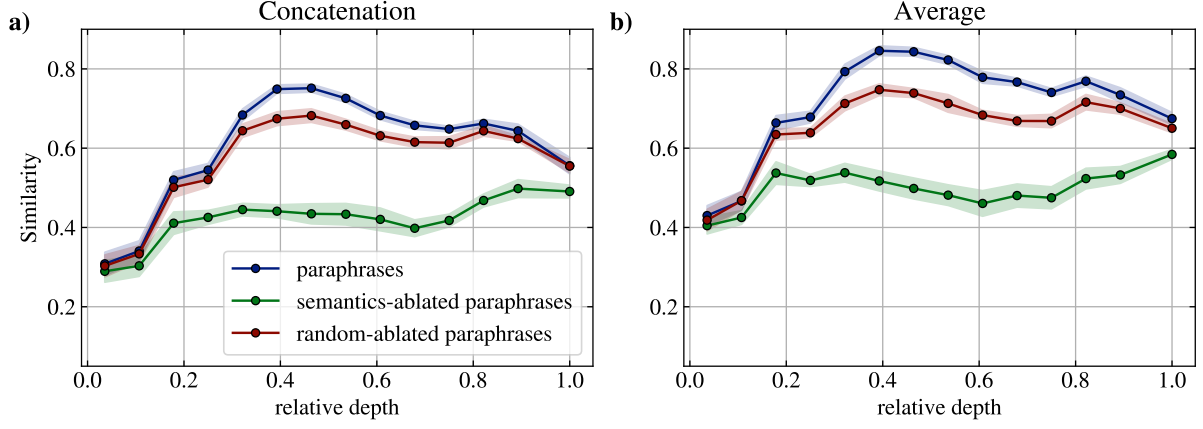 a)
Concatenation
Similarity
0.8
0.6
0.4
0.2
paraphrases
semantics-ablated paraphrases
random-ablated paraphrases
0.0 0.2 0.4 0.6 0.8 1.0
relative depth
b)
Average
0.8
0.6
0.4
0.2
0.0 0.2 0.4 0.6 0.8 1.0
relative depth